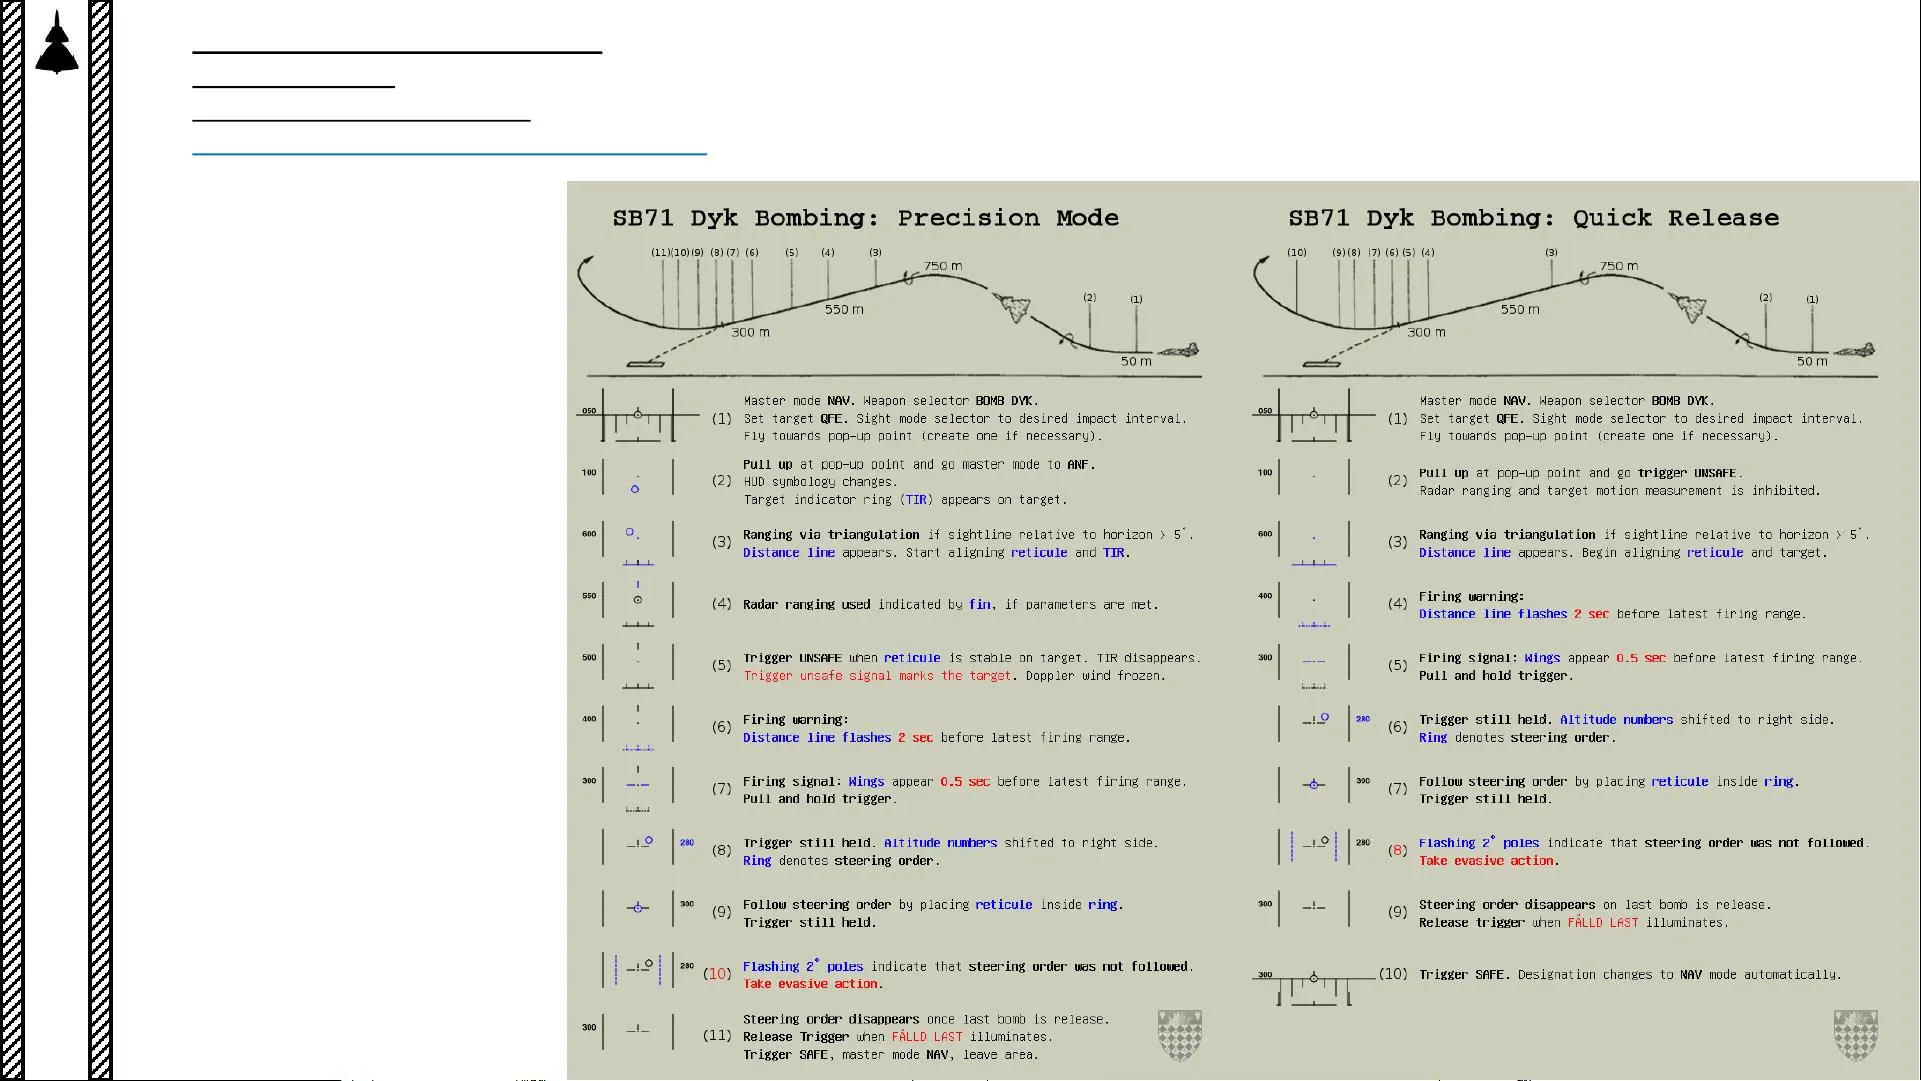 SB71 Dyk Bombing: Precision Mode
(11)(10)(9) (8) (7) (6) (5) (4) (3) 750 m
(2) (1)
550 m
300 m
50 m
050
(1) Master mode NAV. Weapon selector BOMB DYK.
Set target QFE. Sight mode selector to desired impact interval.
Fly towards pop-up point (create one if necessary).
100
(2) Pull up at pop-up point and go master mode to ANF.
HUD symbology changes.
Target indicator ring (TIR) appears on target.
600
(3) Ranging via triangulation if sightline relative to horizon > 5°.
Distance line appears. Start aligning reticule and TIR.
550
(4) Radar ranging used indicated by fin, if parameters are met.
500
(5) Trigger UNSAFE when reticule is stable on target. TIR disappears.
Trigger unsafe signal marks the target. Doppler wind frozen.
400
(6) Firing warning:
Distance line flashes 2 sec before latest firing range.
300
(7) Firing signal: Wings appear 0.5 sec before latest firing range.
Pull and hold trigger.
280
(8) Trigger still held. Altitude numbers shifted to right side.
Ring denotes steering order.
300
(9) Follow steering order by placing reticule inside ring.
Trigger still held.
280
(10) Flashing 2° poles indicate that steering order was not followed.
Take evasive action.
300
(11) Steering order disappears once last bomb is release.
Release Trigger when FÄLLD LAST illuminates.
Trigger SAFE, master mode NAV, leave area.
SB71 Dyk Bombing: Quick Release
(10) (9)(8) (7) (6) (5) (4) (3) 750 m
(2) (1)
550 m
300 m
50 m
050
(1) Master mode NAV. Weapon selector BOMB DYK.
Set target QFE. Sight mode selector to desired impact interval.
Fly towards pop-up point (create one if necessary).
100
(2) Pull up at pop-up point and go trigger UNSAFE.
Radar ranging and target motion measurement is inhibited.
600
(3) Ranging via triangulation if sightline relative to horizon > 5°.
Distance line appears. Begin aligning reticule and target.
400
(4) Firing warning:
Distance line flashes 2 sec before latest firing range.
300
(5) Firing signal: Wings appear 0.5 sec before latest firing range.
Pull and hold trigger.
280
(6) Trigger still held. Altitude numbers shifted to right side.
Ring denotes steering order.
300
(7) Follow steering order by placing reticule inside ring.
Trigger still held.
280
(8) Flashing 2° poles indicate that steering order was not followed.
Take evasive action.
300
(9) Steering order disappears on last bomb is release.
Release trigger when FÄLLD LAST illuminates.
300
(10) Trigger SAFE. Designation changes to NAV mode automatically.